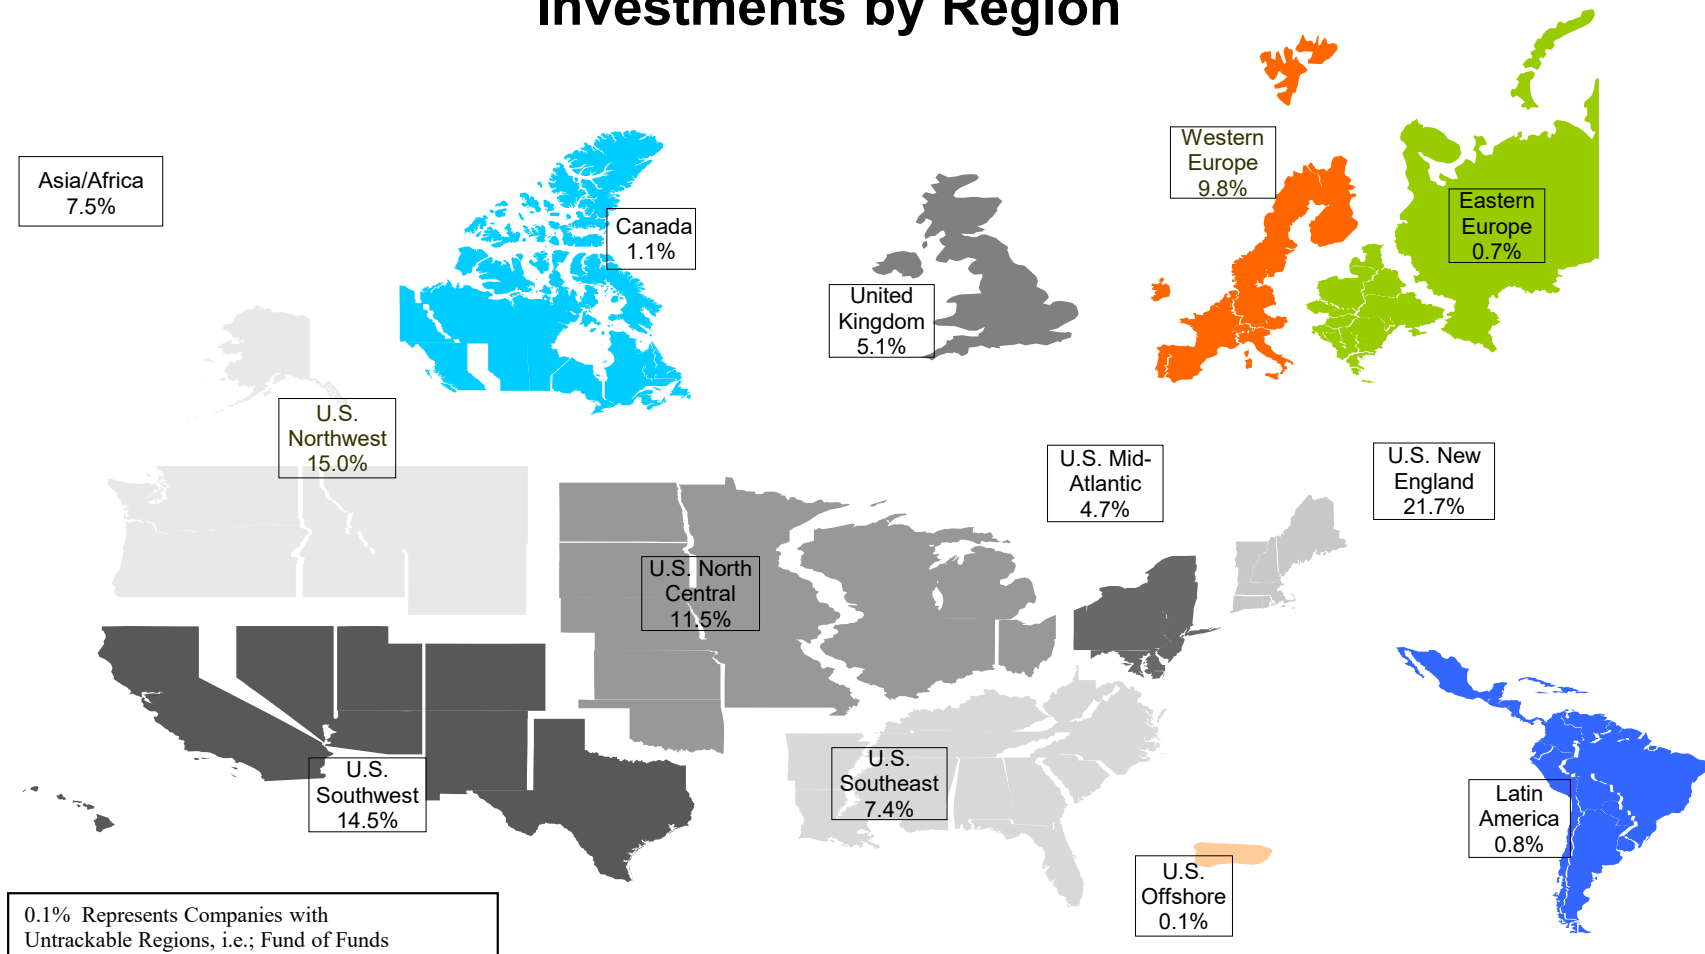 Investments by Region
Asia/Africa
7.5%
Canada
1.1%
United
Kingdom
5.1%
Western
Europe
9.8%
Eastern
Europe
0.7%
U.S.
Northwest
15.0%
U.S. North
Central
11.5%
U.S. Mid-
Atlantic
4.7%
U.S. New
England
21.7%
U.S.
Southwest
14.5%
U.S.
Southeast
7.4%
U.S.
Offshore
0.1%
Latin
America
0.8%
0.1%  Represents Companies with
Untrackable Regions, i.e.; Fund of Funds